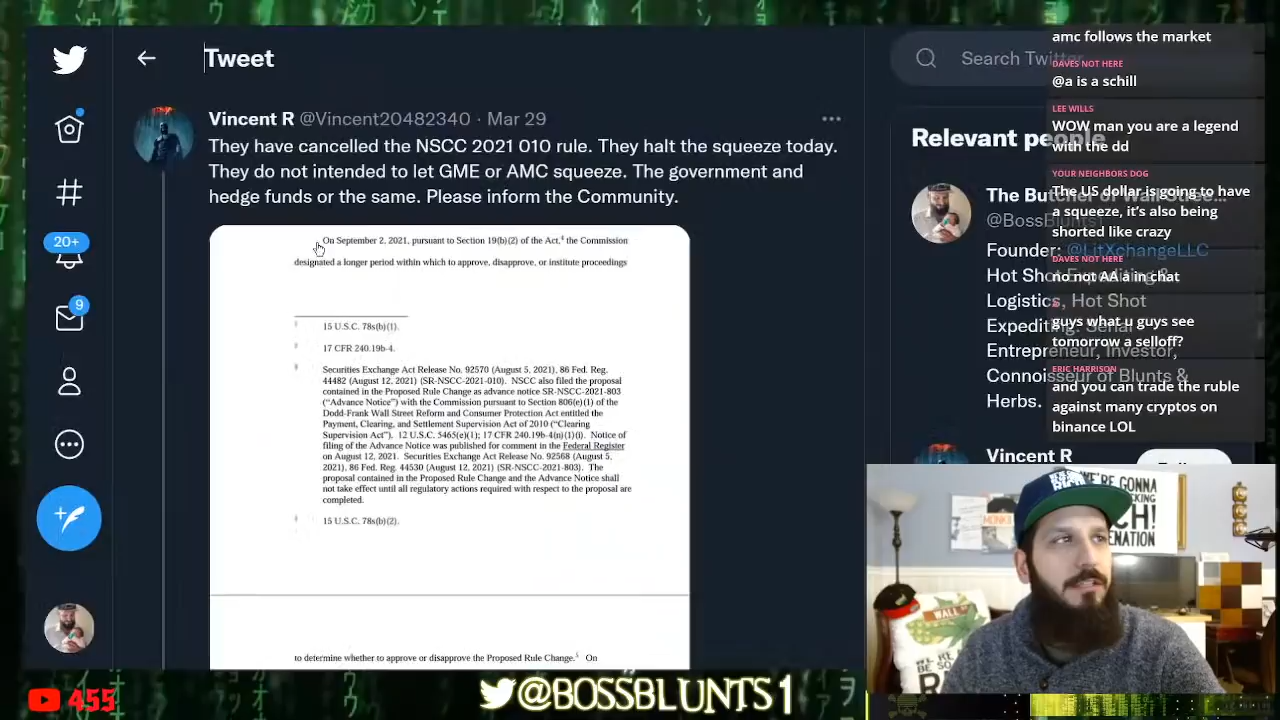 Tweet
Vincent R @Vincent20482340 · Mar 29
They have cancelled the NSCC 2021 010 rule. They halt the squeeze today.
They do not intended to let GME or AMC squeeze. The government and
hedge funds or the same. Please inform the Community.
On September 2, 2021, pursuant to Section 19(b)(2) of the Act,4 the Commission
designated a longer period within which to approve, disapprove, or institute proceedings
15 U.S.C. 78s(b)(1).
17 CFR 240.19b-4.
Securities Exchange Act Release No. 92570 (August 5, 2021), 86 Fed. Reg.
44482 (August 12, 2021) (SR-NSCC-2021-010). NSCC also filed the proposal
contained in the Proposed Rule Change as advance notice SR-NSCC-2021-803
("Advance Notice") with the Commission pursuant to Section 806(e)(1) of the
Dodd-Frank Wall Street Reform and Consumer Protection Act entitled the
Payment, Clearing, and Settlement Supervision Act of 2010 ("Clearing
Supervision Act"). 12 U.S.C. 5465(e)(1); 17 CFR 240.19b-4(n)(1)(i). Notice of
filing of the Advance Notice was published for comment in the Federal Register
on August 12, 2021. Securities Exchange Act Release No. 92568 (August 5,
2021), 86 Fed. Reg. 44530 (August 12, 2021) (SR-NSCC-2021-803). The
proposal contained in the Proposed Rule Change and the Advance Notice shall
not take effect until all regulatory actions required with respect to the proposal are
completed.
15 U.S.C. 78s(b)(2).
to determine whether to approve or disapprove the Proposed Rule Change.5 On
20+
9
Search Twitt
Relevant people
The Butcher of Wall Stree...
@BossBlunts1
Founder: @LitXchangeLLC
Hot Shot Expediting &
Logistics, Hot Shot
Expediting. Serial
Entrepreneur, Investor,
Connoisseur of Blunts &
Herbs.
Vincent R
amc follows the market
DAVES NOT HERE
@a is a schill
LEE WILLS
WOW man you are a legend
with the dd
YOUR NEIGHBORS DOG
The US dollar is going to have
a squeeze, it's also being
shorted like crazy
DAVES NOT HERE
no not AA a in chat
guys what u guys see
tomorrow a selloff?
ERIC HARRISON
and you can trade the ruble
against many cryptos on
binance LOL
WE'RE GONNA
WALL
455
@BOSSBLUNTS1